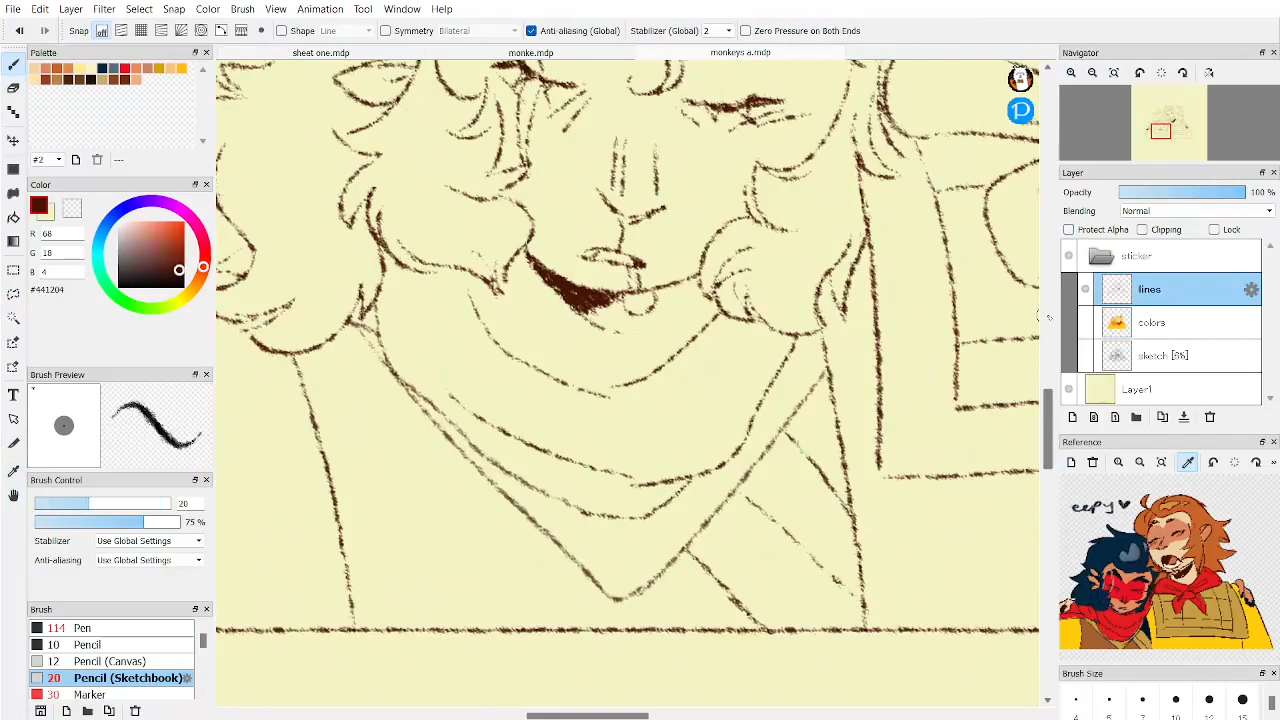 File Edit Layer Filter Select Snap Color Brush View Animation Tool Window Help
Snap off Shape Line Symmetry Bilateral Anti-aliasing (Global) Stabilizer (Global) 2 Zero Pressure on Both Ends
Palette
sheet one.mdp monke.mdp monkeys a.mdp
#2 ---
Color
R 68
G 18
B 4
#441204
Brush Preview
Brush Control
20
75 %
Stabilizer Use Global Settings
Anti-aliasing Use Global Settings
Brush
114 Pen
10 Pencil
12 Pencil (Canvas)
20 Pencil (Sketchbook)
30 Marker
Navigator
Layer
Opacity 100 %
Blending Normal
Protect Alpha Clipping Lock
sticker
lines
colors
sketch [6%]
Layer1
Reference
eepy
Brush Size